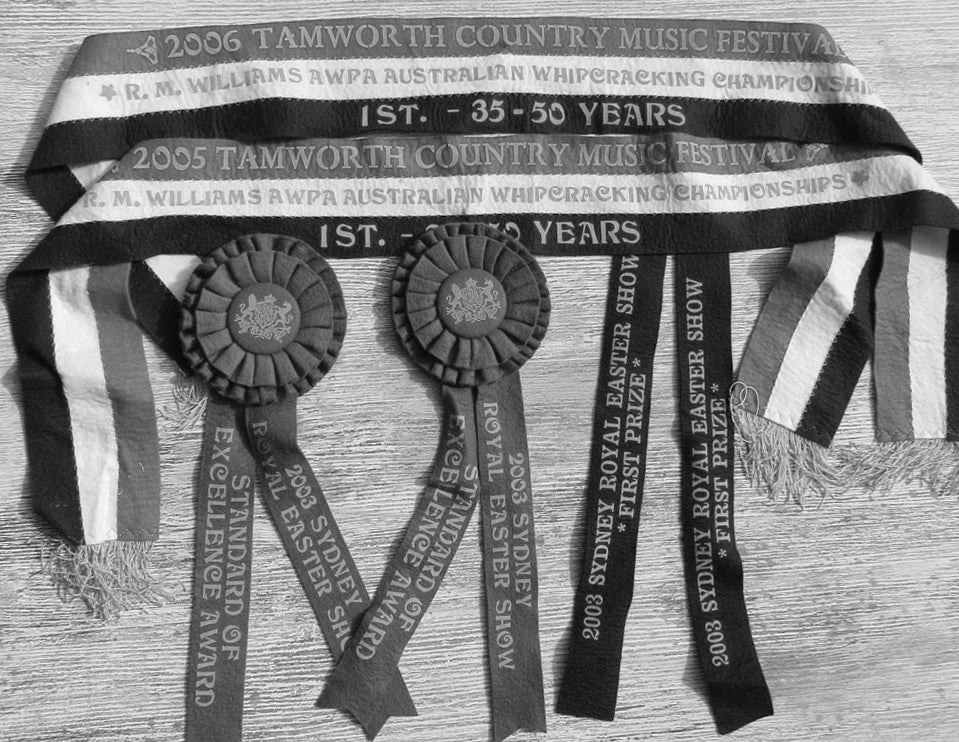 2006 TAMWORTH COUNTRY MUSIC FESTIVAL
R. M. WILLIAMS AWPA AUSTRALIAN WHIPCRACKING CHAMPIONSHIPS
1ST. - 35-50 YEARS
2005 TAMWORTH COUNTRY MUSIC FESTIVAL
R. M. WILLIAMS AWPA AUSTRALIAN WHIPCRACKING CHAMPIONSHIPS
1ST. - YEARS
STANDARD OF
EXCELLENCE AWARD
2003 SYDNEY
ROYAL EASTER SHO
STANDARD OF
EXCELLENCE AWARD
2003 SYDNEY
ROYAL EASTER SHOW
2003 SYDNEY ROYAL EASTER SHOW
* FIRST PRIZE *
2003 SYDNEY ROYAL EASTER SHOW
* FIRST PRIZE *